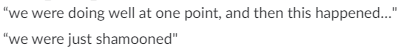 “we were doing well at one point, and then this happened…"
“we were just shamooned"